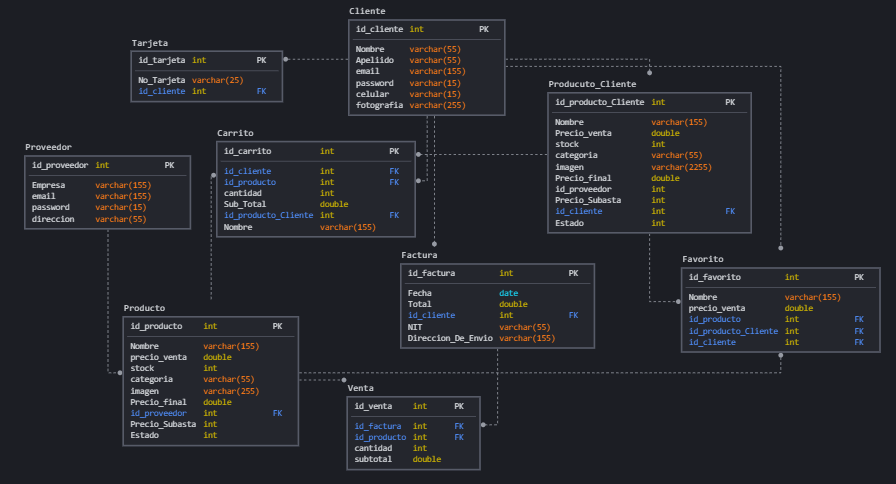 Cliente
id_cliente int PK
Nombre varchar(55)
Apeliido varchar(55)
email varchar(155)
password varchar(15)
celular varchar(15)
fotografia varchar(255)
Tarjeta
id_tarjeta int PK
No_Tarjeta varchar(25)
id_cliente int FK
Producuto_Cliente
id_producto_Cliente int PK
Nombre varchar(155)
Precio_venta double
stock int
categoria varchar(55)
imagen varchar(2255)
Precio_final double
id_proveedor int
Precio_Subasta int
id_cliente int FK
Estado int
Carrito
id_carrito int PK
id_cliente int FK
id_producto int FK
cantidad int
Sub_Total double
id_producto_Cliente int FK
Nombre varchar(155)
Proveedor
id_proveedor int PK
Empresa varchar(155)
email varchar(155)
password varchar(15)
direccion varchar(55)
Factura
id_factura int PK
Fecha date
Total double
id_cliente int FK
NIT varchar(55)
Direccion_De_Envio varchar(155)
Favorito
id_favorito int PK
Nombre varchar(155)
precio_venta double
id_producto int FK
id_producto_Cliente int FK
id_cliente int FK
Producto
id_producto int PK
Nombre varchar(155)
precio_venta double
stock int
categoria varchar(55)
imagen varchar(255)
Precio_final double
id_proveedor int FK
Precio_Subasta int
Estado int
Venta
id_venta int PK
id_factura int FK
id_producto int FK
cantidad int
subtotal double